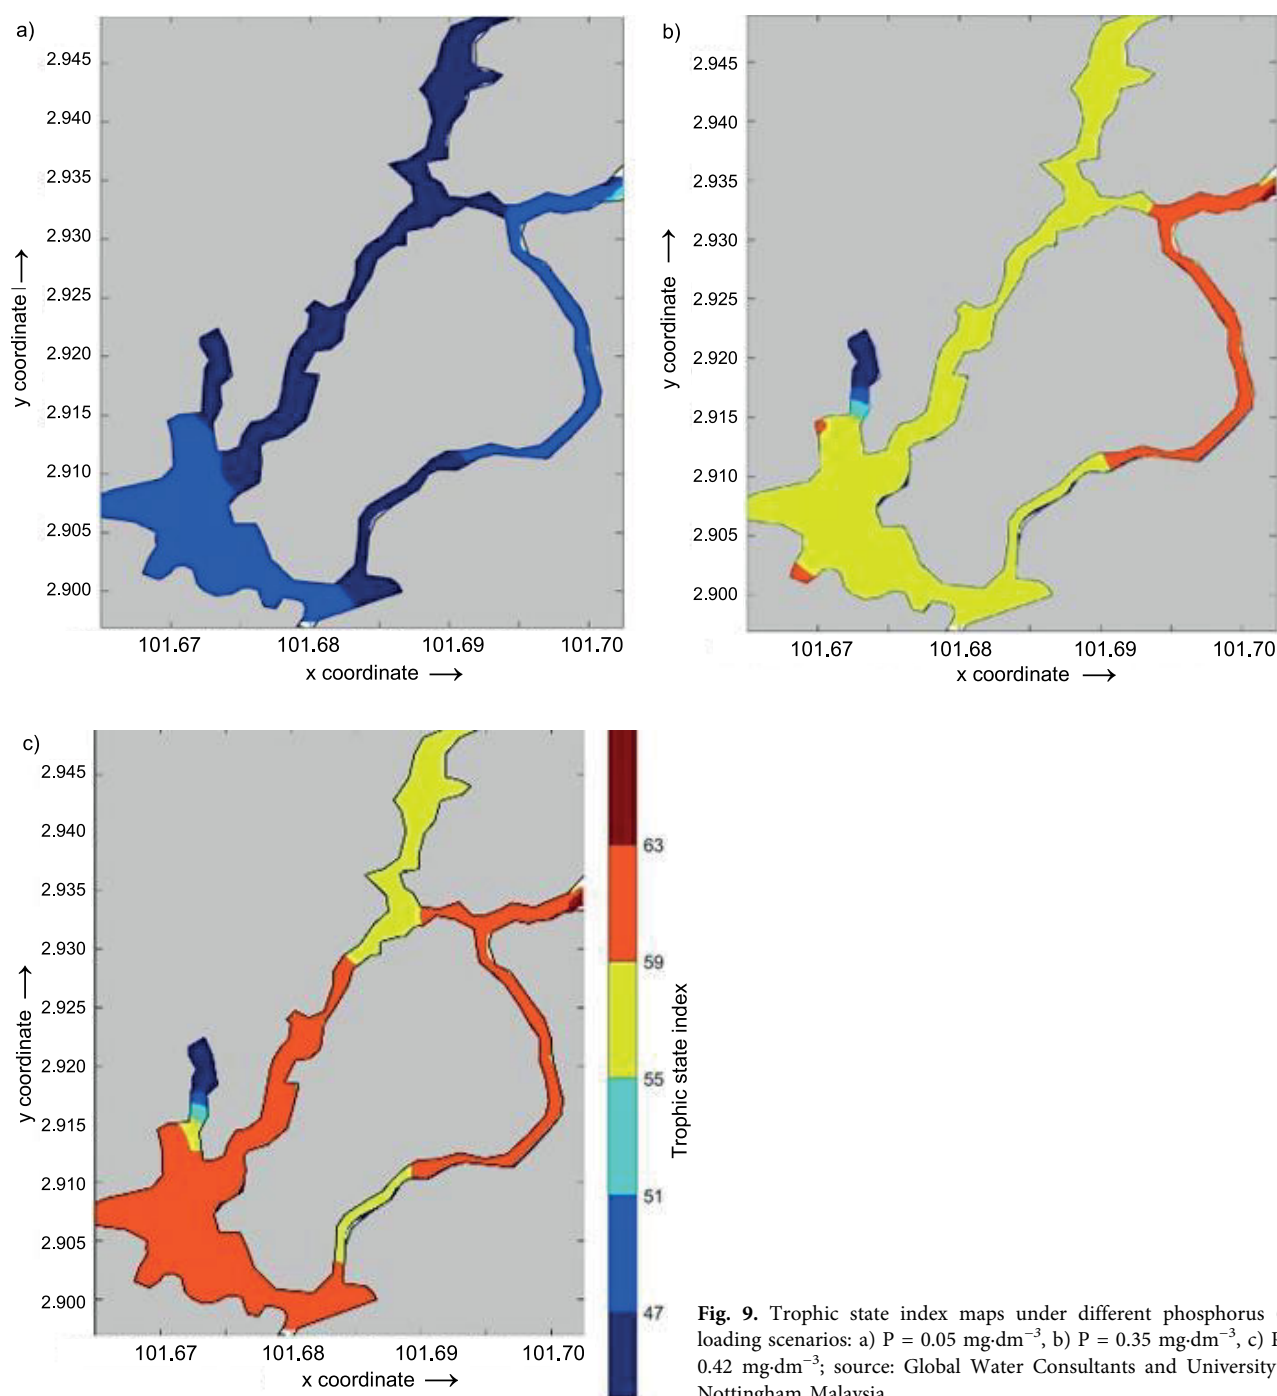 a)
2.945
2.940
2.935
2.930
2.925
2.920
2.915
2.910
2.905
2.900
y coordinate
101.67 101.68 101.69 101.70
x coordinate
b)
2.945
2.940
2.935
2.930
2.925
2.920
2.915
2.910
2.905
2.900
y coordinate
101.67 101.68 101.69 101.70
x coordinate
c)
2.945
2.940
2.935
2.930
2.925
2.920
2.915
2.910
2.905
2.900
y coordinate
101.67 101.68 101.69 101.70
x coordinate
63
59
55
51
47
Trophic state index
Fig. 9. Trophic state index maps under different phosphorus
loading scenarios: a) P = 0.05 mg·dm⁻³, b) P = 0.35 mg·dm⁻³, c)
0.42 mg·dm⁻³; source: Global Water Consultants and University
Nottingham Malaysia